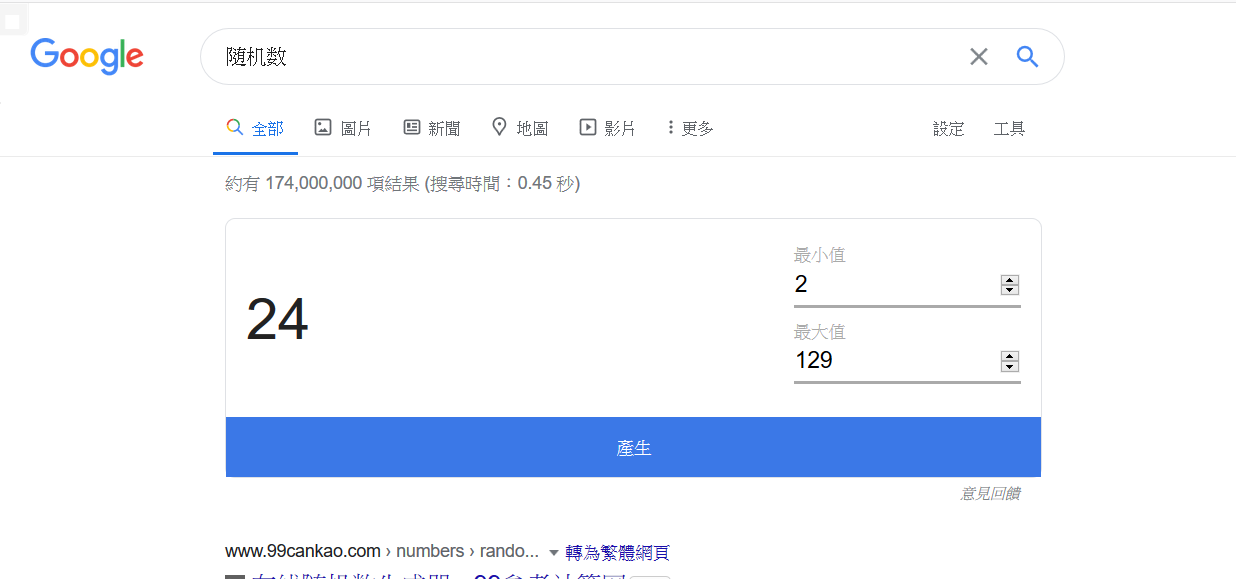 Google
隨机数
全部 圖片 新聞 地圖 影片 更多 設定 工具
約有 174,000,000 項結果 (搜尋時間：0.45 秒)
最小值
2
24
最大值
129
產生
意見回饋
www.99cankao.com › numbers › rando... 轉為繁體網頁